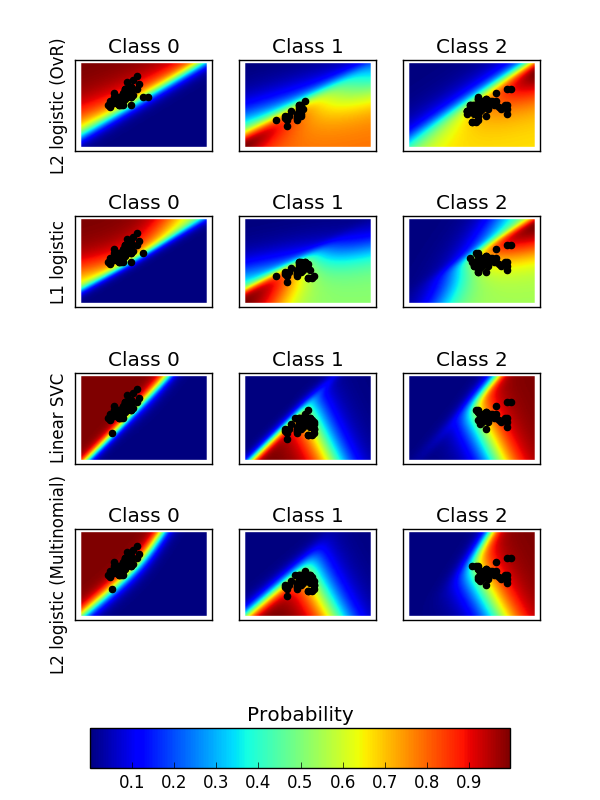 Class 0 Class 1 Class 2
L2 logistic (OvR)
Class 0 Class 1 Class 2
L1 logistic
Class 0 Class 1 Class 2
Linear SVC
Class 0 Class 1 Class 2
L2 logistic (Multinomial)
Probability
0.1 0.2 0.3 0.4 0.5 0.6 0.7 0.8 0.9